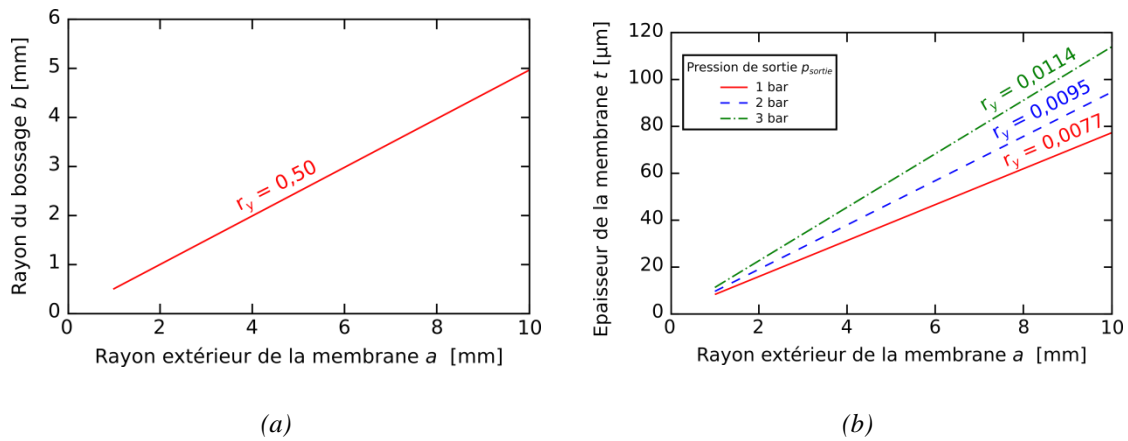 6
5
4
3
2
1
0
Rayon du bossage b [mm]
r_y = 0,50
0 2 4 6 8 10
Rayon extérieur de la membrane a [mm]
(a)
120
100
80
60
40
20
0
Epaisseur de la membrane t [µm]
Pression de sortie p_sortie
1 bar
2 bar
3 bar
r_y = 0,0114
r_y = 0,0095
r_y = 0,0077
0 2 4 6 8 10
Rayon extérieur de la membrane a [mm]
(b)